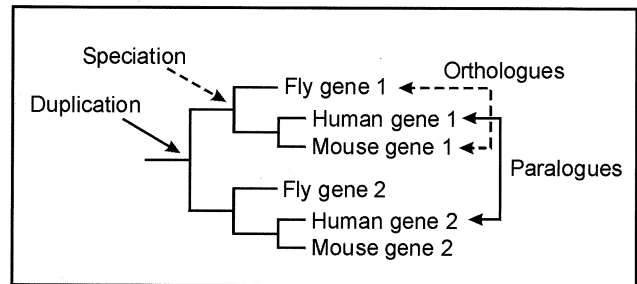 Speciation
Duplication
Fly gene 1
Orthologues
Human gene 1
Mouse gene 1
Paralogues
Fly gene 2
Human gene 2
Mouse gene 2